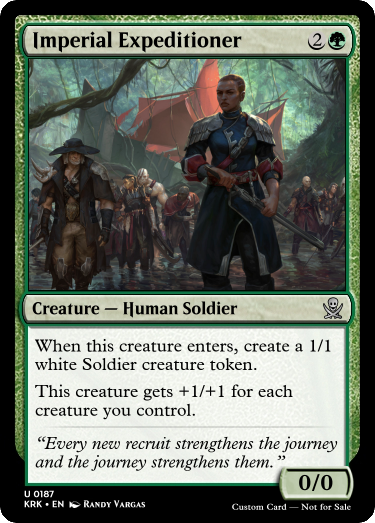 Imperial Expeditioner 2
Creature — Human Soldier
When this creature enters, create a 1/1
white Soldier creature token.
This creature gets +1/+1 for each
creature you control.
“Every new recruit strengthens the journey
and the journey strengthens them.”
0/0
U 0187
KRK • EN Randy Vargas
Custom Card — Not for Sale